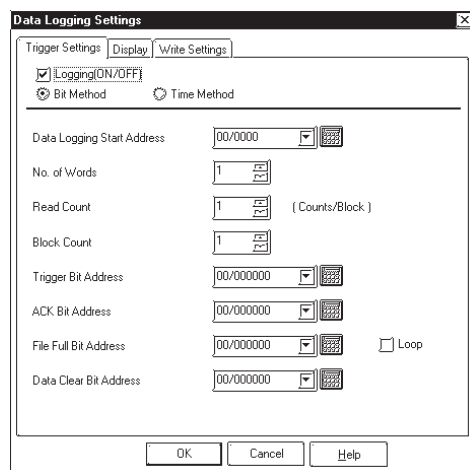 Data Logging Settings
Trigger Settings Display Write Settings
Logging(ON/OFF)
Bit Method Time Method
Data Logging Start Address 00/0000
No. of Words 1
Read Count 1 ( Counts/Block )
Block Count 1
Trigger Bit Address 00/000000
ACK Bit Address 00/000000
File Full Bit Address 00/000000 Loop
Data Clear Bit Address 00/000000
OK Cancel Help